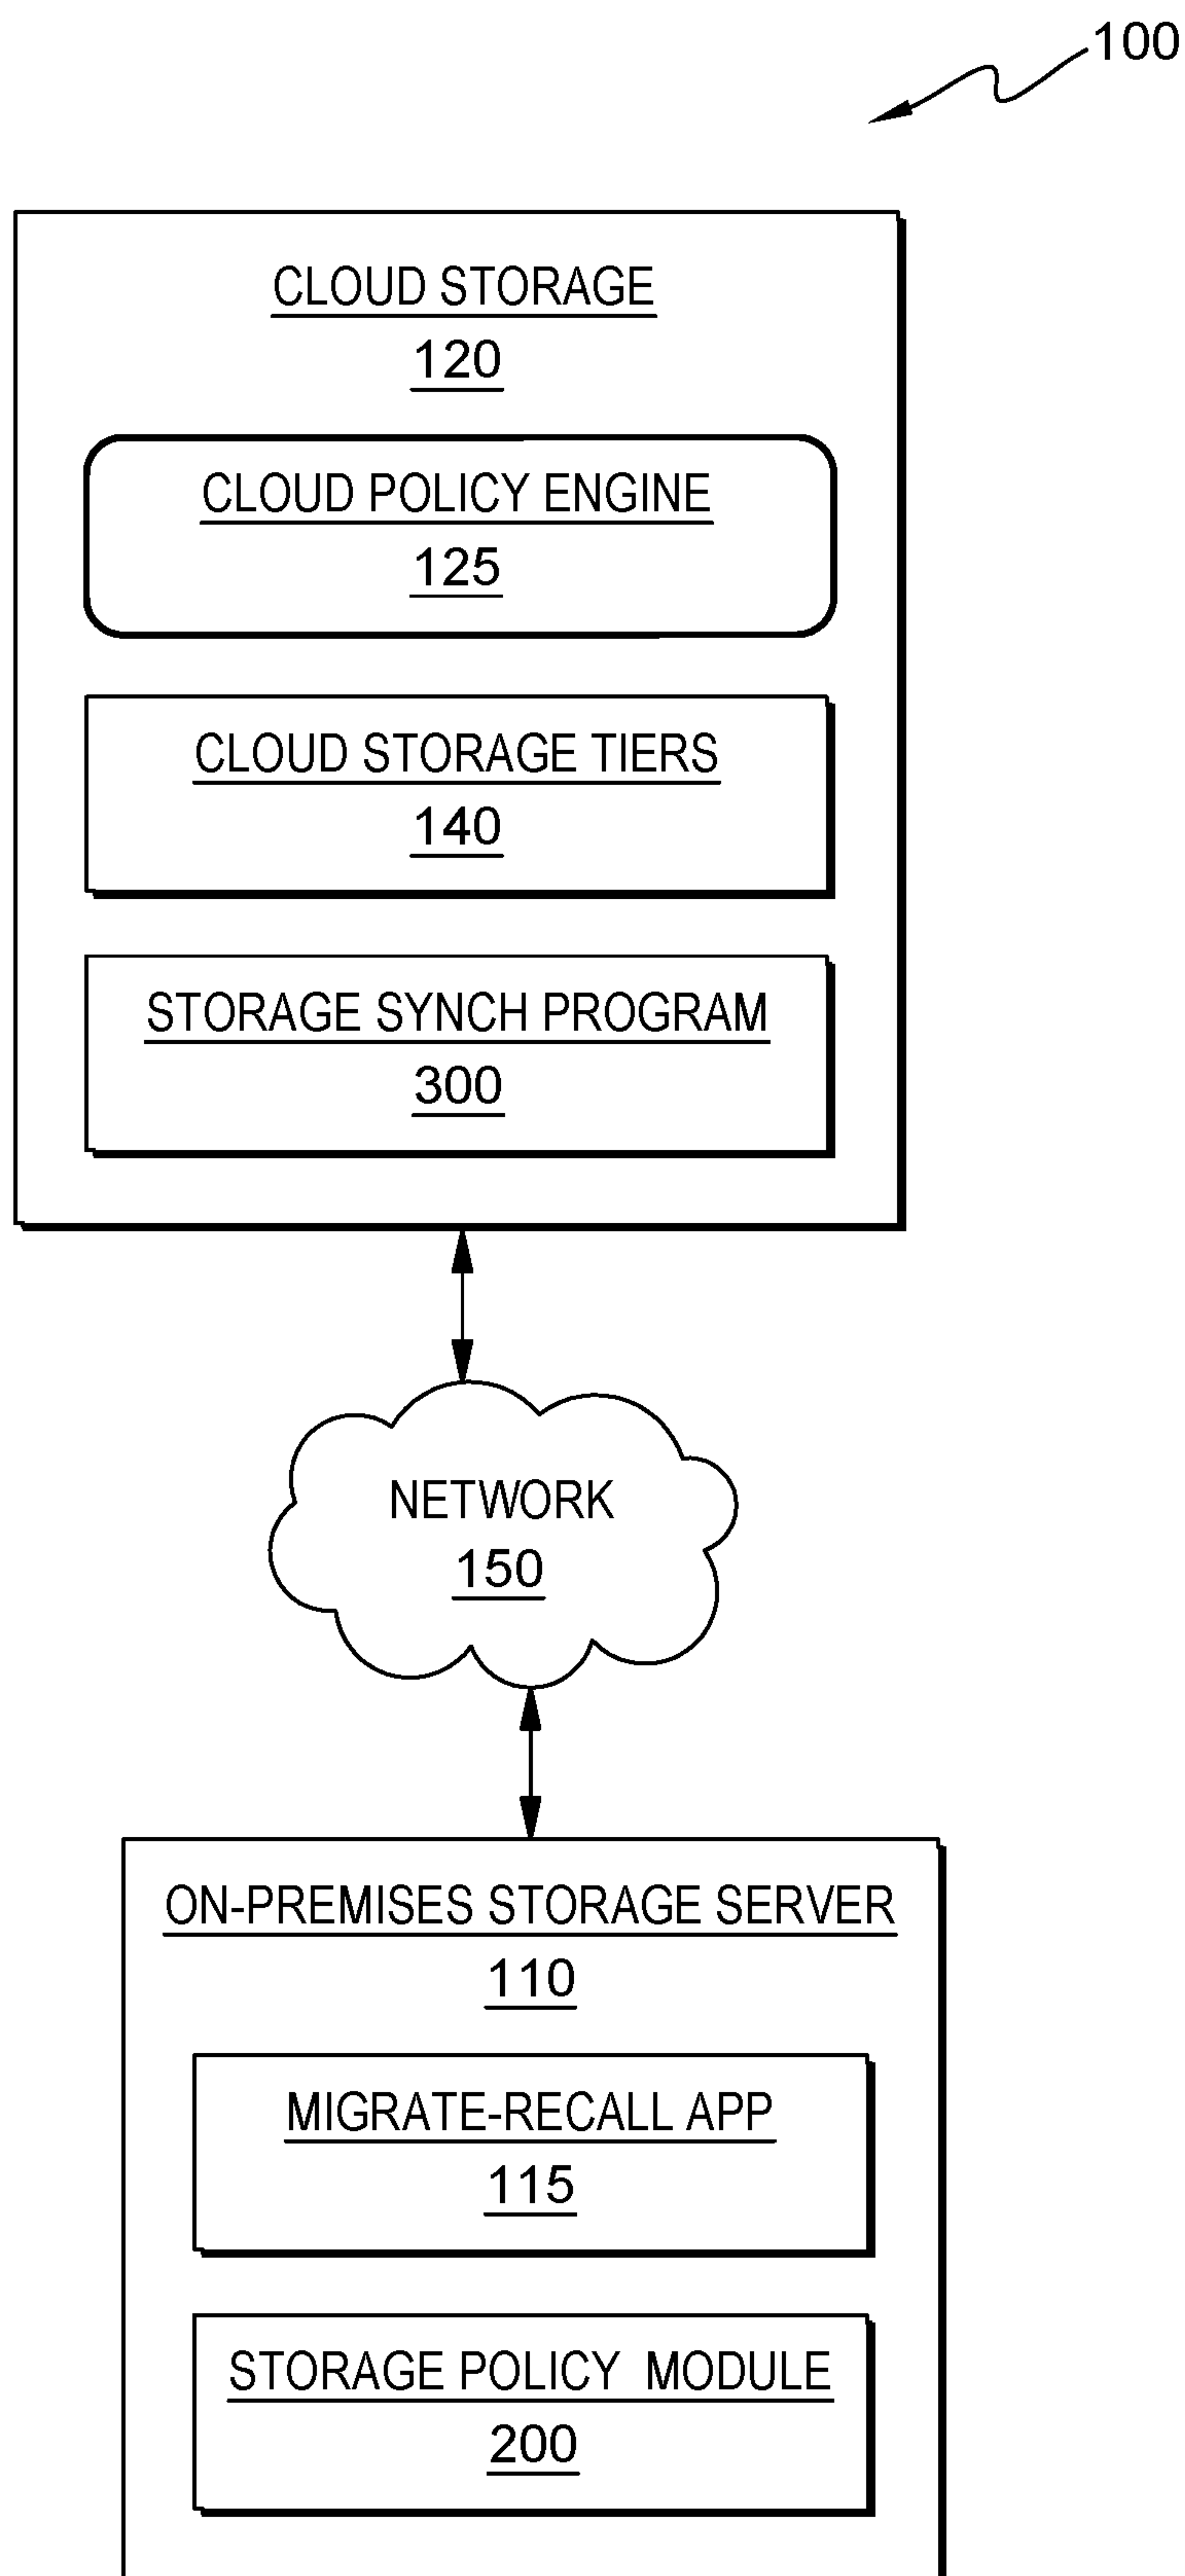 100
CLOUD STORAGE
120
CLOUD POLICY ENGINE
125
CLOUD STORAGE TIERS
140
STORAGE SYNCH PROGRAM
300
NETWORK
150
ON-PREMISES STORAGE SERVER
110
MIGRATE-RECALL APP
115
STORAGE POLICY MODULE
200